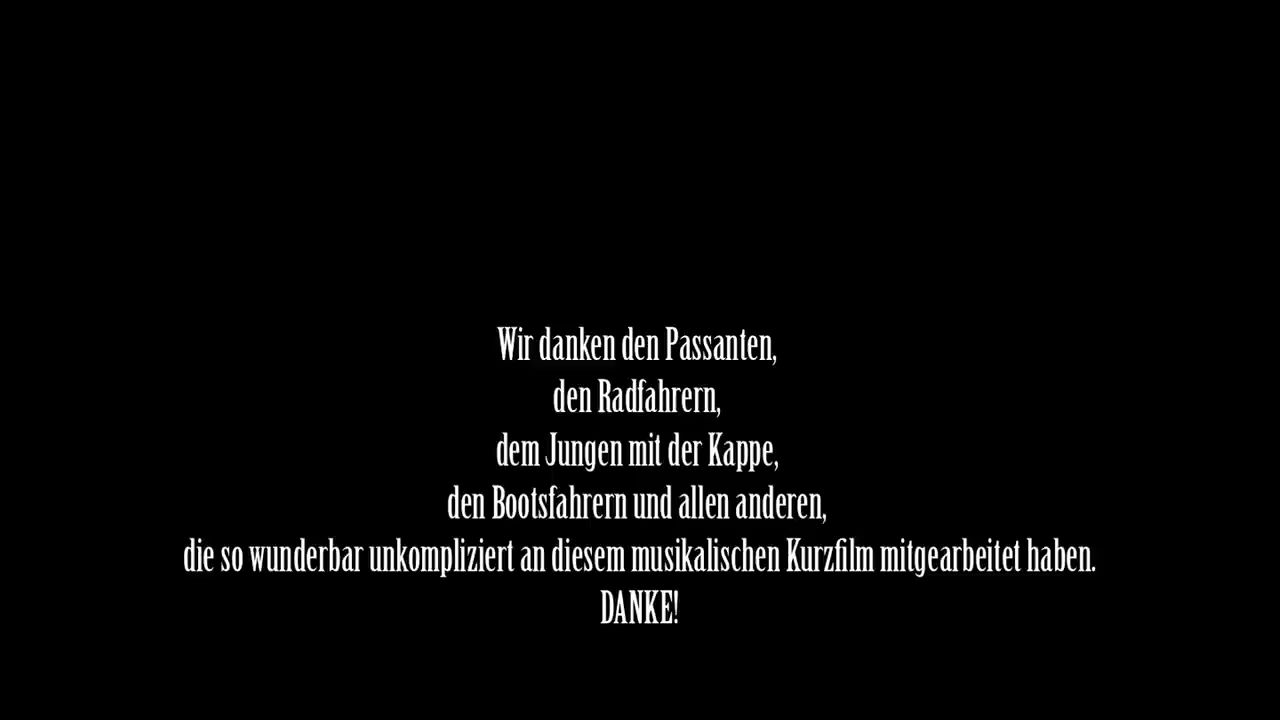 Wir danken den Passanten,
den Radfahrern,
dem Jungen mit der Kappe,
den Bootsfahrern und allen anderen,
die so wunderbar unkompliziert an diesem musikalischen Kurzfilm mitgearbeitet haben.
DANKE!